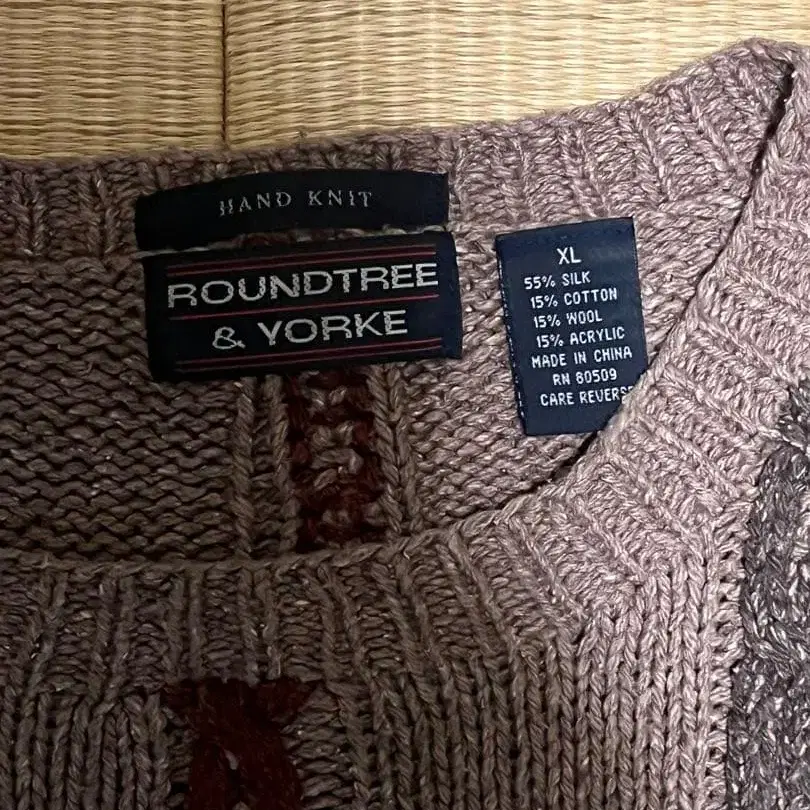 HAND KNIT
ROUNDTREE
& YORKE
XL
55% SILK
15% COTTON
15% WOOL
15% ACRYLIC
MADE IN CHINA
RN 80509
CARE REVERSE